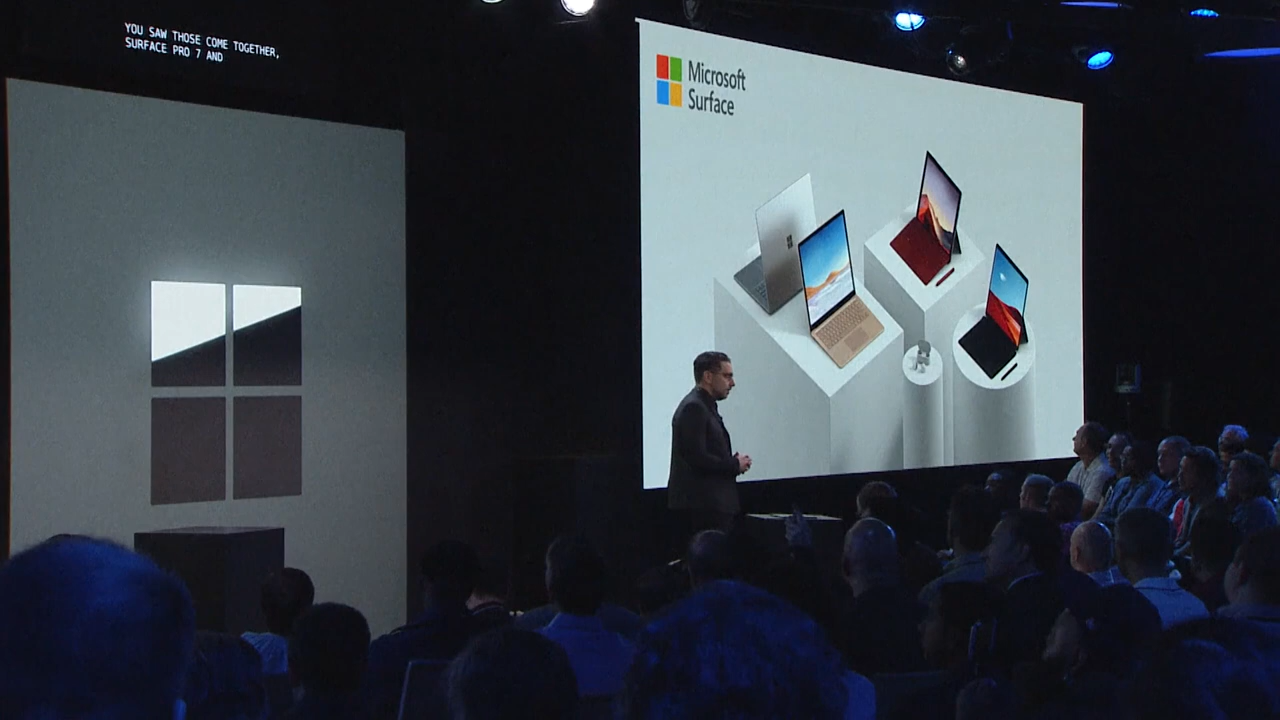 YOU SAW THOSE COME TOGETHER,
SURFACE PRO 7 AND
Microsoft
Surface